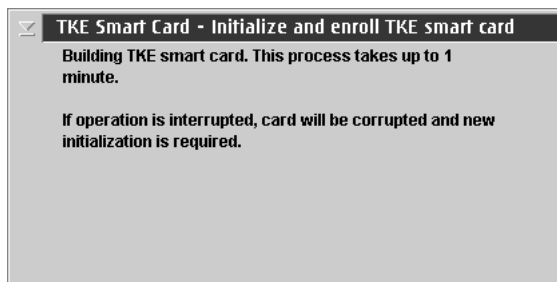 TKE Smart Card - Initialize and enroll TKE smart card
Building TKE smart card. This process takes up to 1
minute.
If operation is interrupted, card will be corrupted and new
initialization is required.